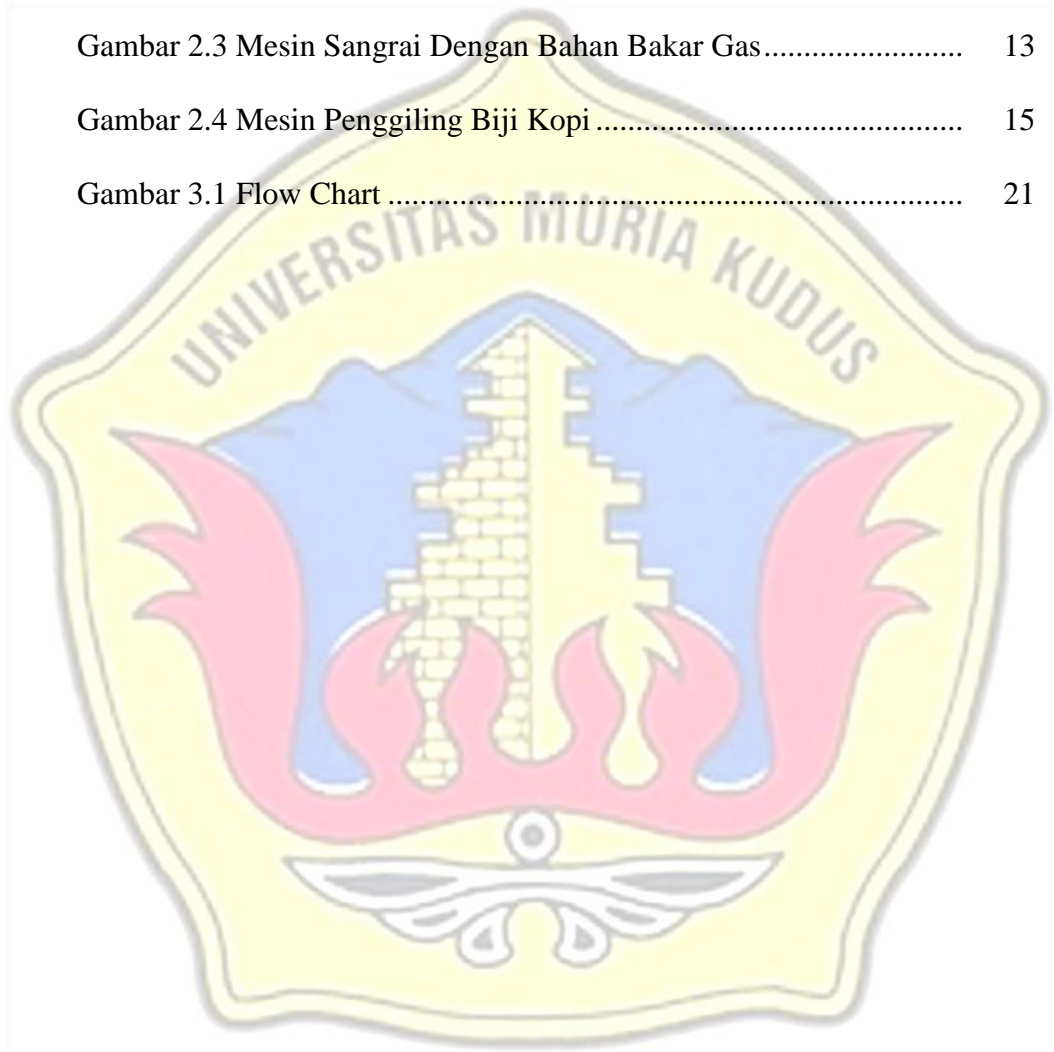 Gambar 2.3 Mesin Sangrai Dengan Bahan Bakar Gas......................... 13
Gambar 2.4 Mesin Penggiling Biji Kopi.............................................. 15
Gambar 3.1 Flow Chart........................................................................ 21
UNIVERSITAS MURIA KUDUS